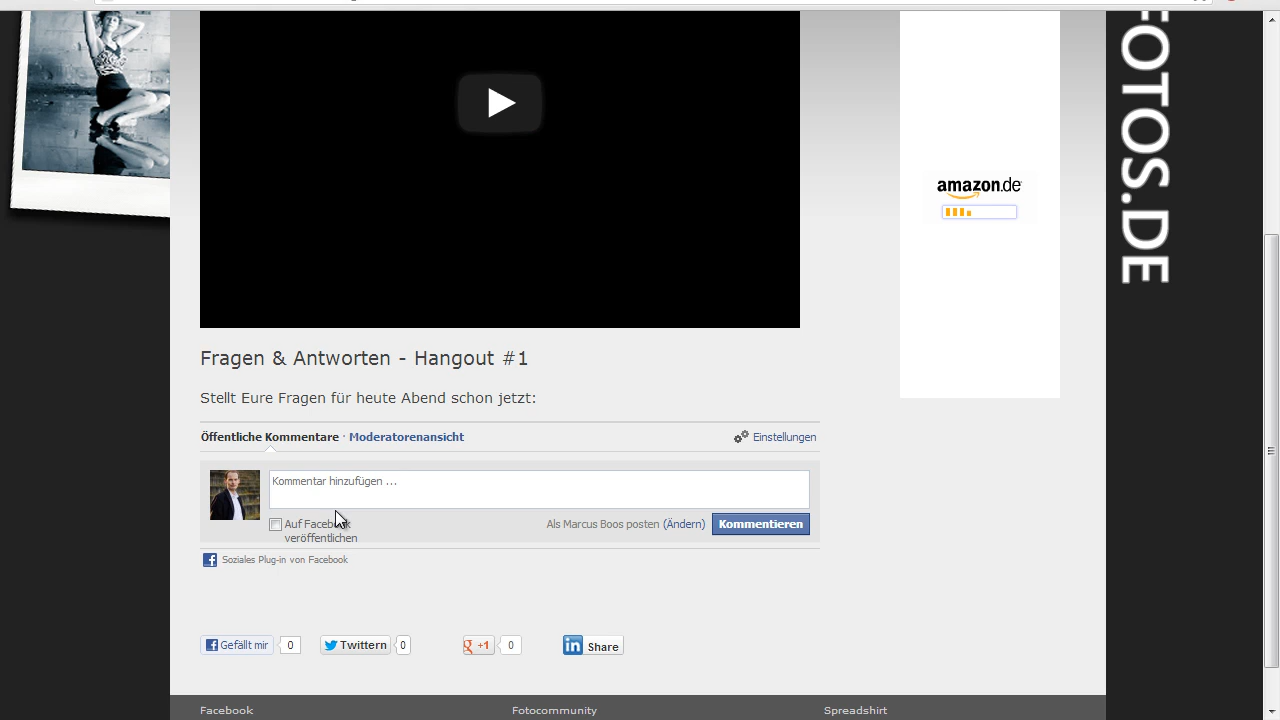 FOTOS.DE
amazon.de
Fragen & Antworten - Hangout #1
Stellt Eure Fragen für heute Abend schon jetzt:
Öffentliche Kommentare · Moderatorenansicht
Einstellungen
Kommentar hinzufügen ...
Auf Facebook
veröffentlichen
Als Marcus Boos posten (Ändern)
Kommentieren
Soziales Plug-in von Facebook
Gefällt mir 0
Twittern 0
+1 0
in Share
Facebook
Fotocommunity
Spreadshirt